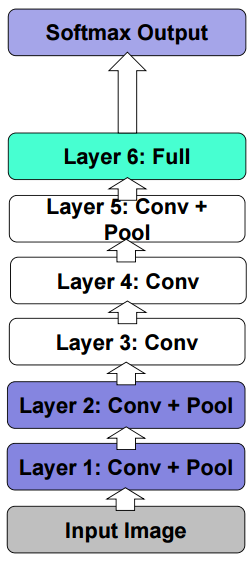 Softmax Output
Layer 6: Full
Layer 5: Conv +
Pool
Layer 4: Conv
Layer 3: Conv
Layer 2: Conv + Pool
Layer 1: Conv + Pool
Input Image